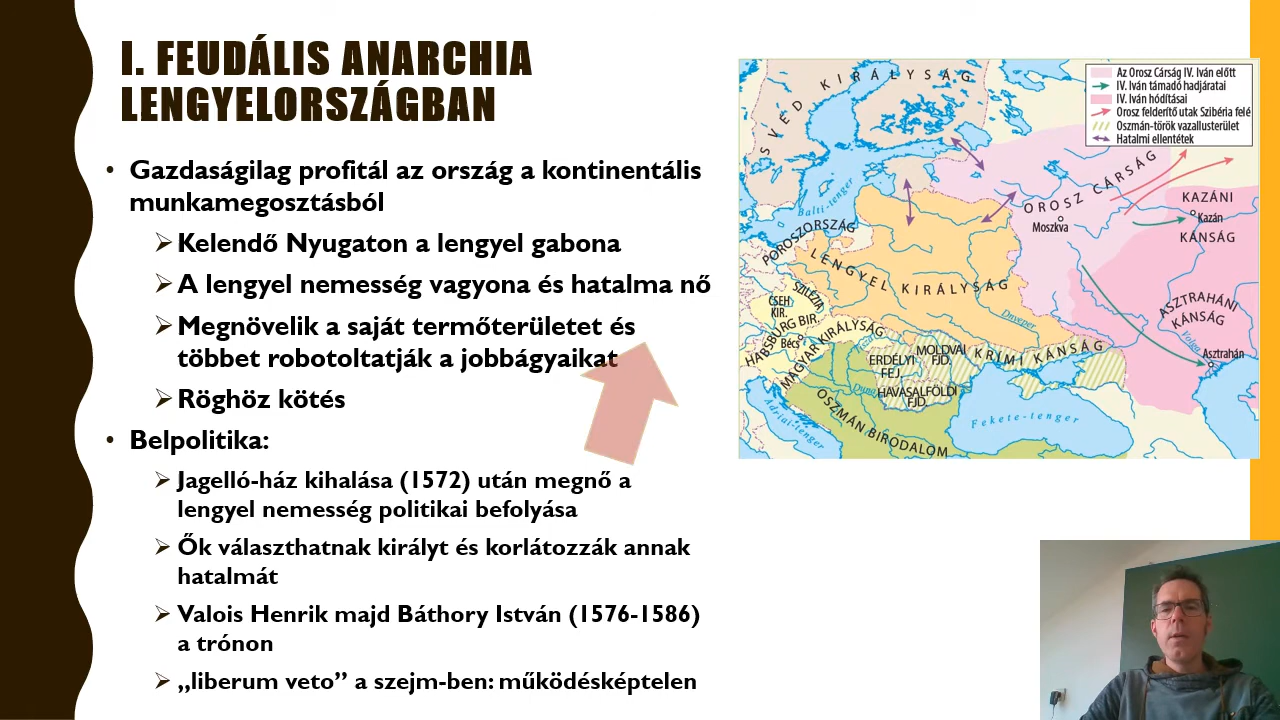 I. FEUDÁLIS ANARCHIA
LENGYELORSZÁGBAN
• Gazdaságilag profitál az ország a kontinentális
munkamegosztásból
➢ Kelendő Nyugaton a lengyel gabona
➢ A lengyel nemesség vagyona és hatalma nő
➢ Megnövelik a saját termőterületet és
többet robotoltatják a jobbágyaikat
➢ Röghöz kötés
• Belpolitika:
➢ Jagelló-ház kihalása (1572) után megnő a
lengyel nemesség politikai befolyása
➢ Ők választhatnak királyt és korlátozzák annak
hatalmát
➢ Valois Henrik majd Báthory István (1576-1586)
a trónon
➢ „liberum veto” a szejm-ben: működésképtelen
Az Orosz Cárság IV. Iván előtt
IV. Iván támadó hadjáratai
IV. Iván hódításai
Orosz felderítő utak Szibéria felé
Oszmán-török vazallusterület
Hatalmi ellentétek
SVÉD KIRÁLYSÁG
Balti-tenger
OROSZ CÁRSÁG
Moszkva
KAZÁNI
Kazán
KÁNSÁG
POROSZORSZÁG
LENGYEL KIRÁLYSÁG
SZILÉZIA
CSEH
KIR.
HABSBURG BIR.
Bécs
MAGYAR KIRÁLYSÁG
Dnyeper
ASZTRAHÁNI
KÁNSÁG
Volga
Asztrahán
ERDÉLYI
FEJ.
MOLDVAI
FJD.
KRÍMI KÁNSÁG
HAVASALFÖLDI
FJD.
Adriai-tenger
OSZMÁN BIRODALOM
Fekete-tenger